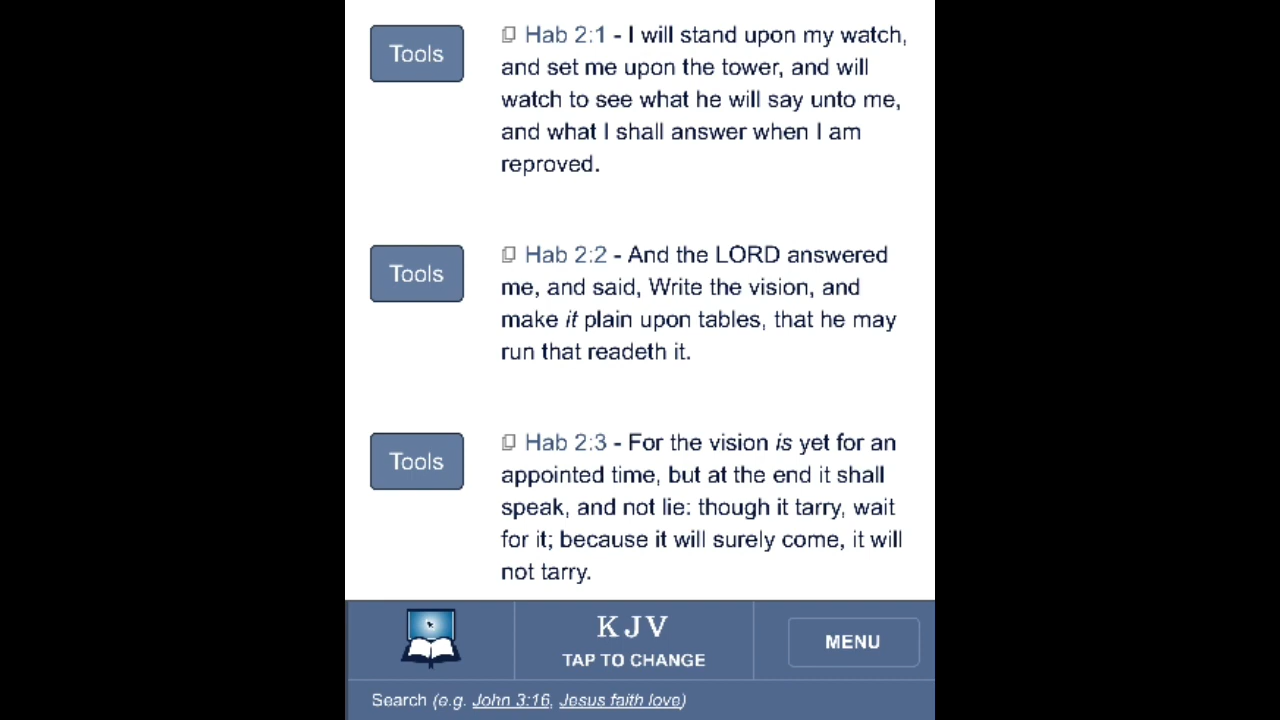 Tools
Hab 2:1 - I will stand upon my watch,
and set me upon the tower, and will
watch to see what he will say unto me,
and what I shall answer when I am
reproved.
Tools
Hab 2:2 - And the LORD answered
me, and said, Write the vision, and
make it plain upon tables, that he may
run that readeth it.
Tools
Hab 2:3 - For the vision is yet for an
appointed time, but at the end it shall
speak, and not lie: though it tarry, wait
for it; because it will surely come, it will
not tarry.
KJV
TAP TO CHANGE
MENU
Search (e.g. John 3:16, Jesus faith love)